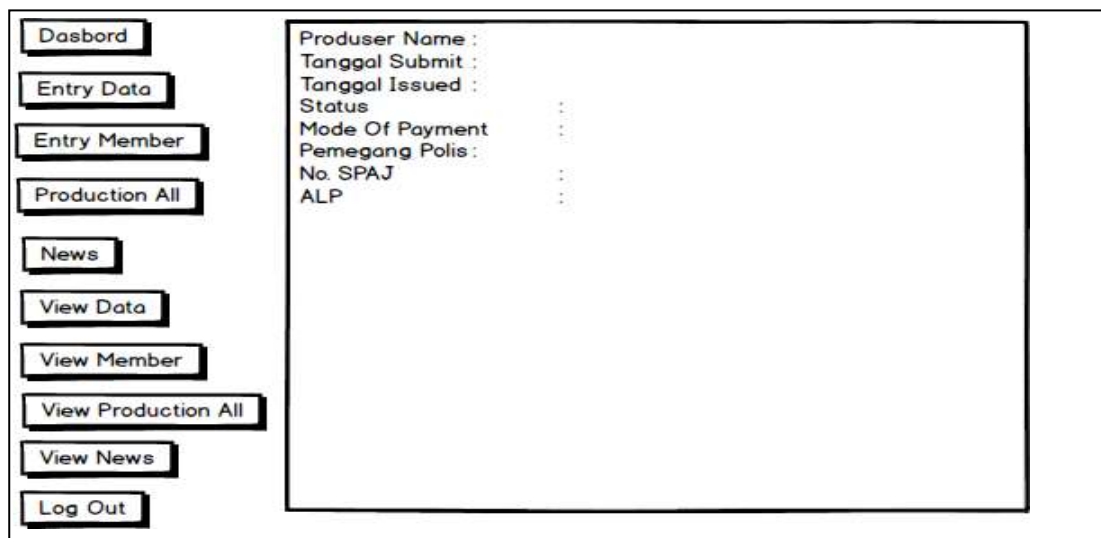 Dasbord
Entry Data
Entry Member
Production All
News
View Data
View Member
View Production All
View News
Log Out
Produser Name :
Tanggal Submit :
Tanggal Issued :
Status :
Mode Of Payment :
Pemegang Polis :
No. SPAJ :
ALP :